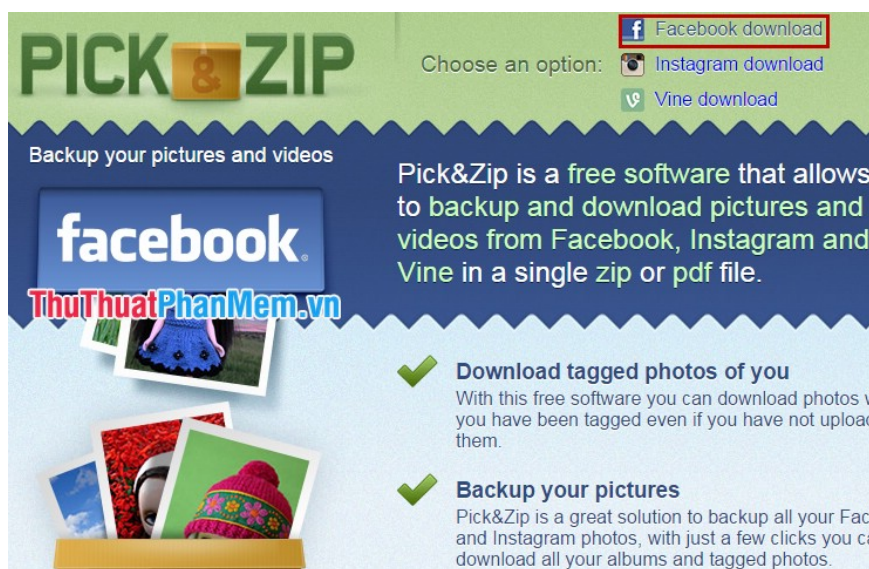 PICK & ZIP
Choose an option:
Facebook download
Instagram download
Vine download
Backup your pictures and videos
facebook.
ThuThuatPhanMem.vn
Pick&Zip is a free software that allows
to backup and download pictures and
videos from Facebook, Instagram and
Vine in a single zip or pdf file.
Download tagged photos of you
With this free software you can download photos
you have been tagged even if you have not
them.
Backup your pictures
Pick&Zip is a great solution to backup all your
and Instagram photos, with just a few clicks you
download all your albums and tagged photos.